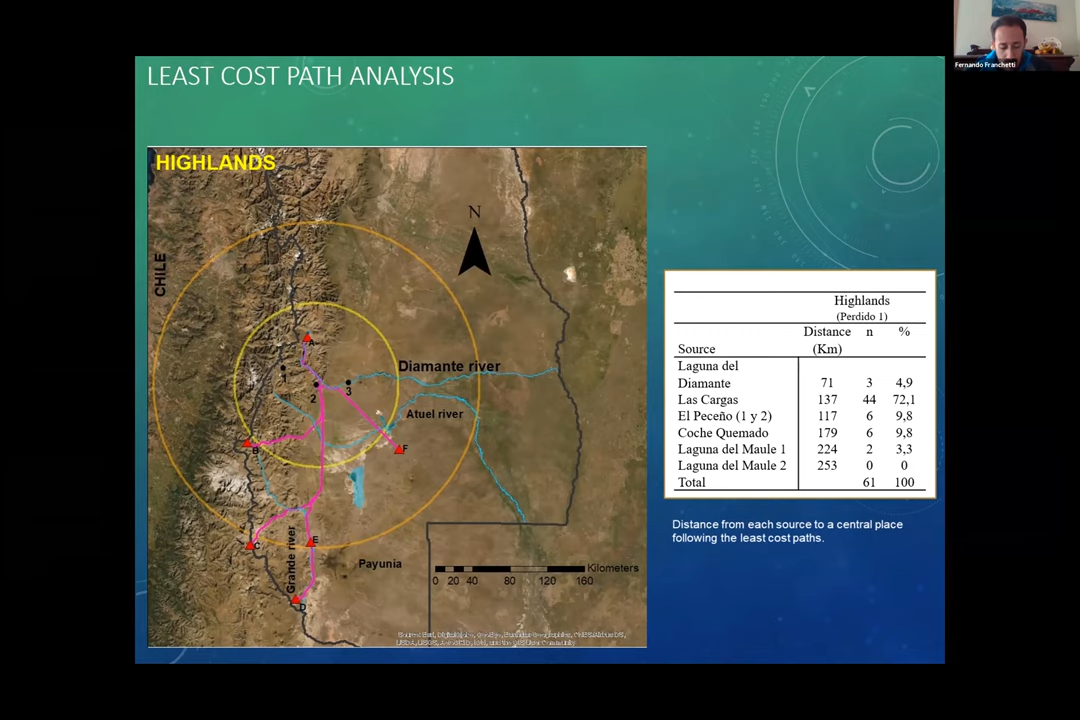 Fernando Franchetti
LEAST COST PATH ANALYSIS
HIGHLANDS
N
CHILE
A
1
2
3
Diamante river
Atuel river
B
F
C
E
D
Grande river
Payunia
Kilometers
0 20 40 80 120 160
Highlands
(Perdido 1)
Distance n %
Source (Km)
Laguna del
Diamante 71 3 4,9
Las Cargas 137 44 72,1
El Peceño (1 y 2) 117 6 9,8
Coche Quemado 179 6 9,8
Laguna del Maule 1 224 2 3,3
Laguna del Maule 2 253 0 0
Total 61 100
Distance from each source to a central place
following the least cost paths.